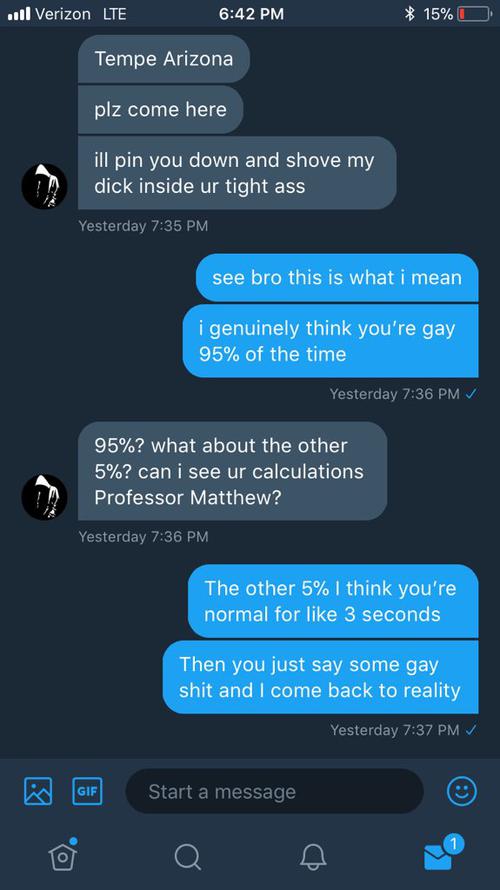 Verizon LTE 6:42 PM 15%
Tempe Arizona
plz come here
ill pin you down and shove my
dick inside ur tight ass
Yesterday 7:35 PM
see bro this is what i mean
i genuinely think you're gay
95% of the time
Yesterday 7:36 PM
95%? what about the other
5%? can i see ur calculations
Professor Matthew?
Yesterday 7:36 PM
The other 5% I think you're
normal for like 3 seconds
Then you just say some gay
shit and I come back to reality
Yesterday 7:37 PM
GIF Start a message
1